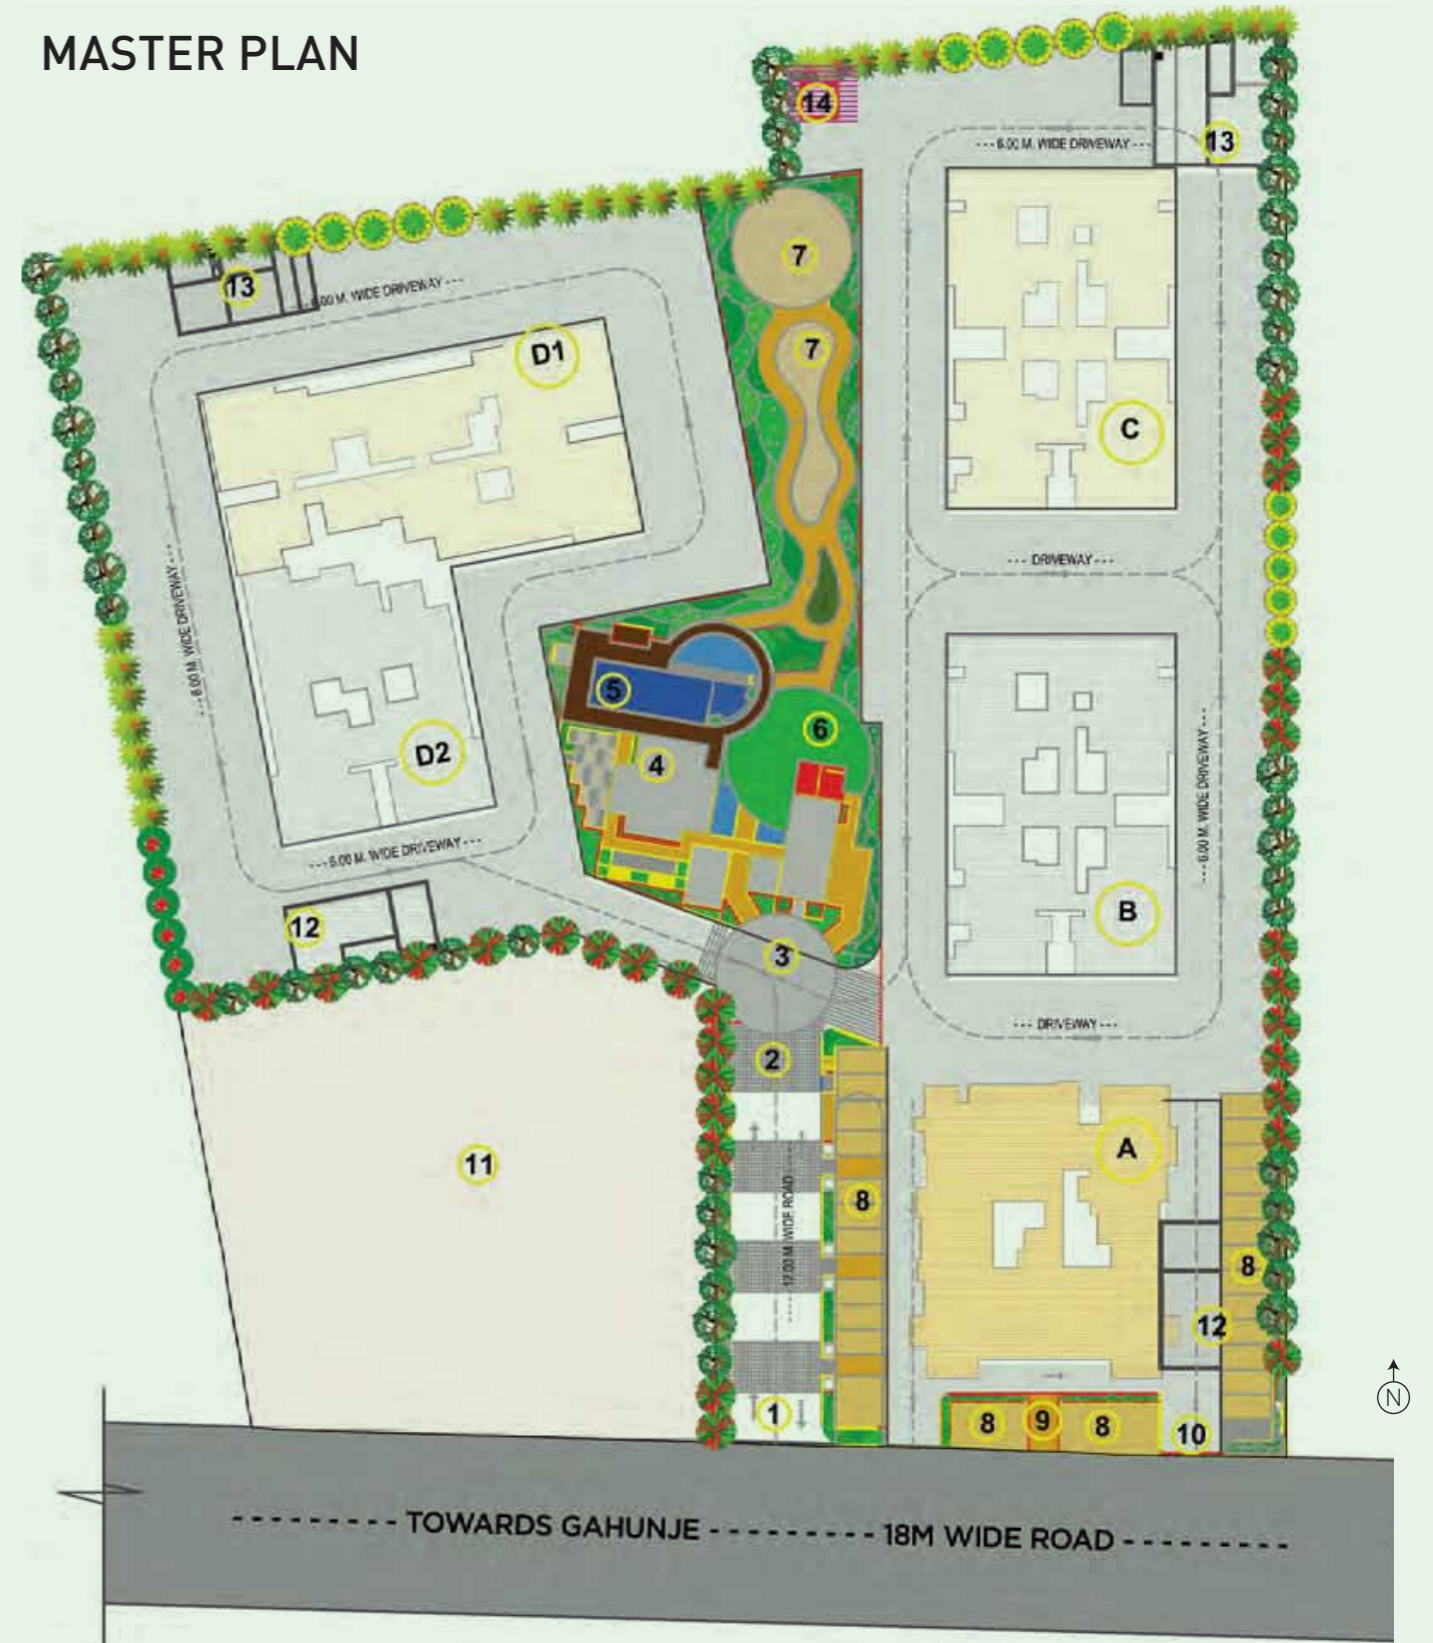 MASTER PLAN
14
--- 6.00 M. WIDE DRIVEWAY ---
13
7
13
6.00 M. WIDE DRIVEWAY ---
D1
7
C
--- DRIVEWAY ---
--- 6.00 M. WIDE DRIVEWAY ---
5
6
D2
4
--- 6.00 M. WIDE DRIVEWAY ---
--- 6.00 M. WIDE DRIVEWAY ---
B
12
3
--- DRIVEWAY ---
2
A
11
8
12.00 M. WIDE ROAD
8
12
1
8
9
8
10
N
--------- TOWARDS GAHUNJE --------- 18M WIDE ROAD ---------